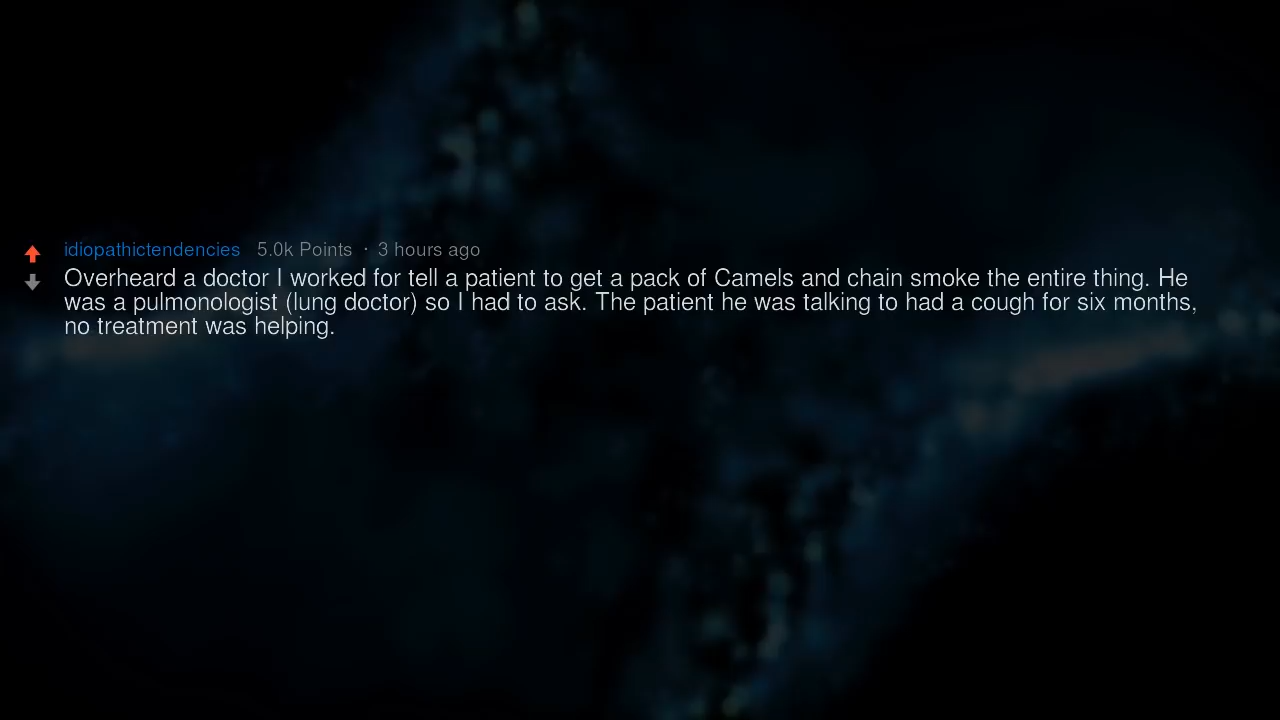 idiopathictendencies 5.0k Points · 3 hours ago
Overheard a doctor I worked for tell a patient to get a pack of Camels and chain smoke the entire thing. He
was a pulmonologist (lung doctor) so I had to ask. The patient he was talking to had a cough for six months,
no treatment was helping.